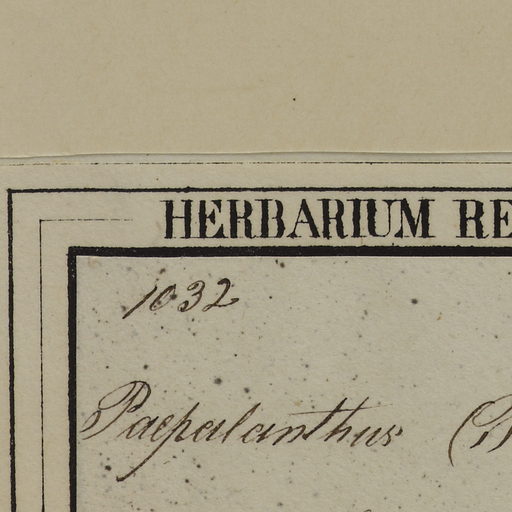 HERBARIUM RE
1032
Paepalanthus (